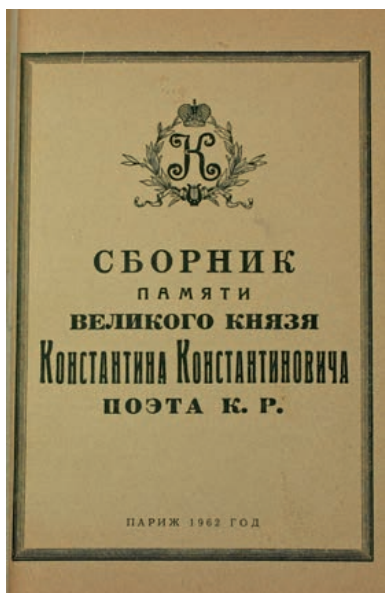 К
СБОРНИК
ПАМЯТИ
ВЕЛИКОГО КНЯЗЯ
КОНСТАНТИНА КОНСТАНТИНОВИЧА
ПОЭТА К. Р.
ПАРИЖ 1962 ГОД